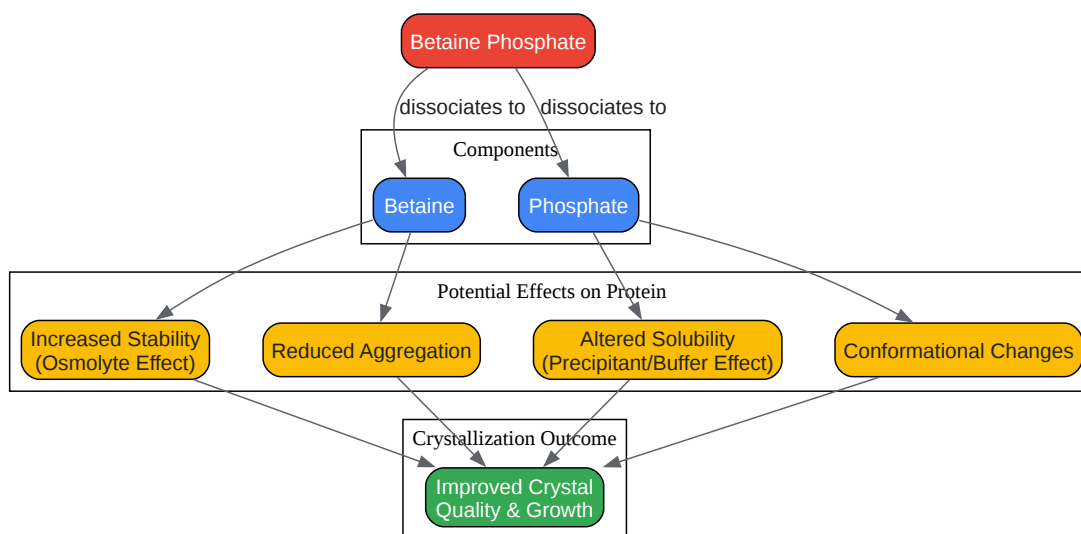 Betaine Phosphate
dissociates to
dissociates to
Components
Betaine
Phosphate
Potential Effects on Protein
Increased Stability
(Osmolyte Effect)
Reduced Aggregation
Altered Solubility
(Precipitant/Buffer Effect)
Conformational Changes
Crystallization Outcome
Improved Crystal
Quality & Growth